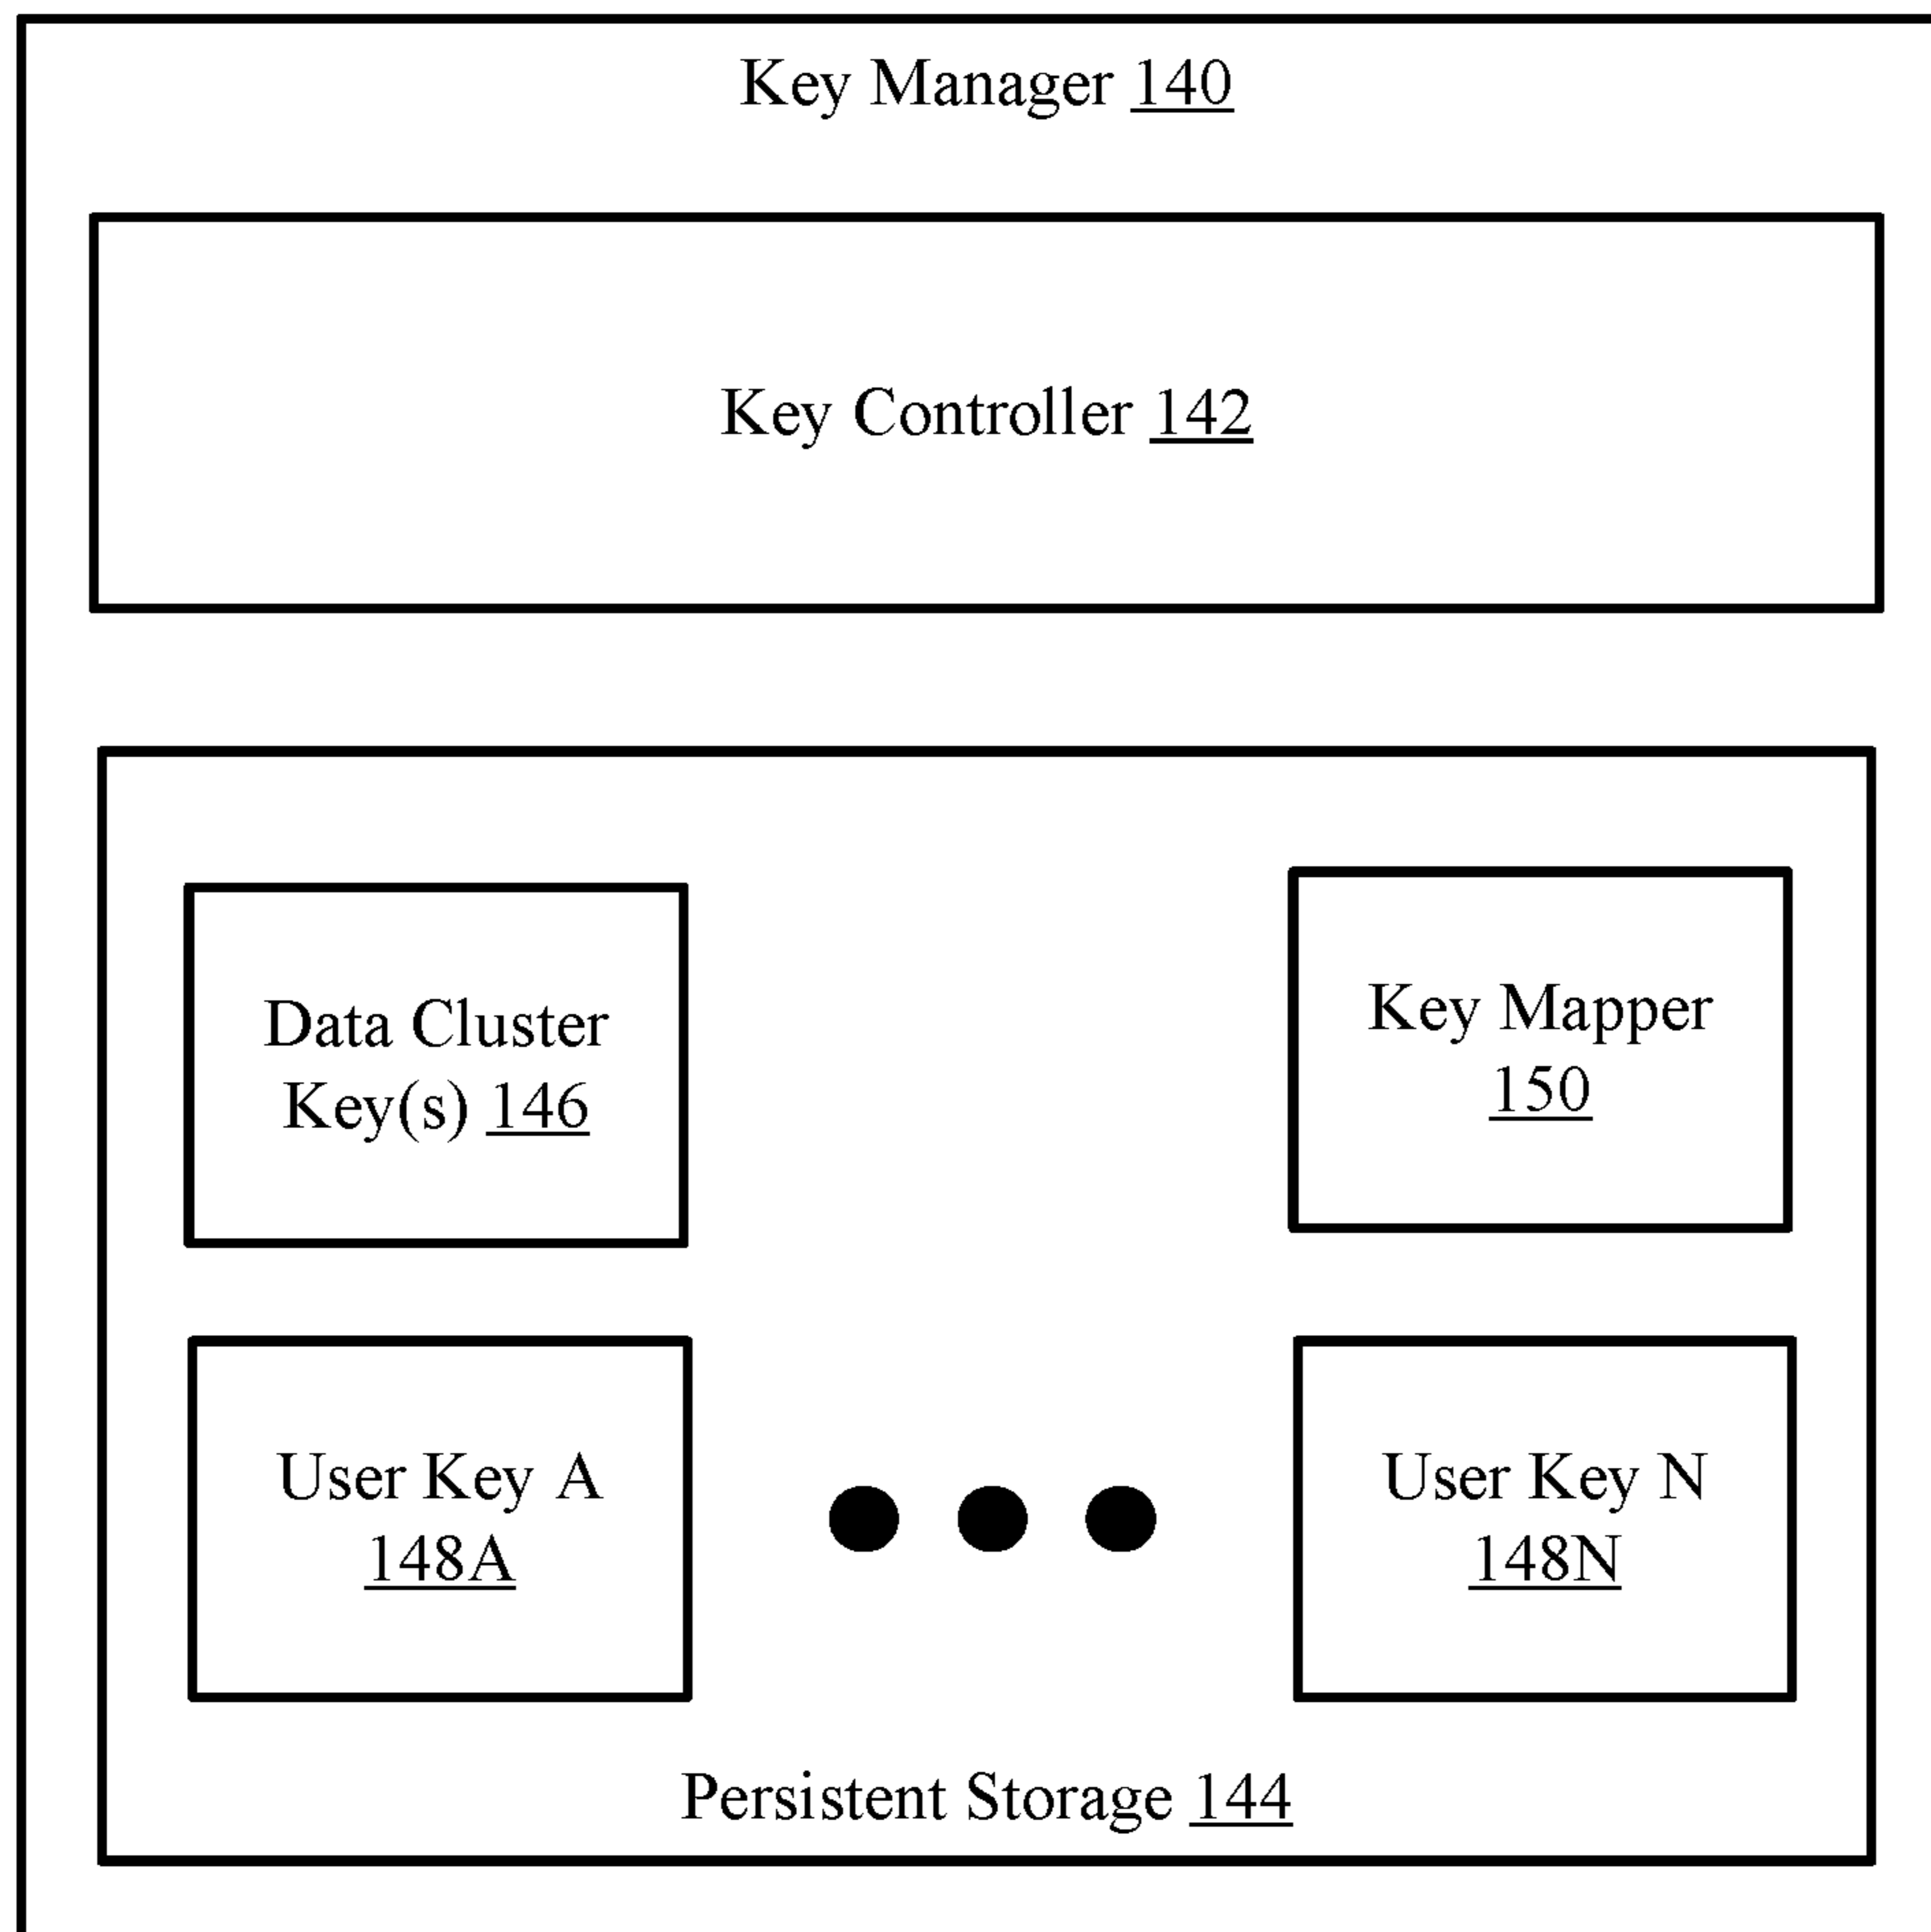 Key Manager 140
Key Controller 142
Data Cluster
Key(s) 146
Key Mapper
150
User Key A
148A
User Key N
148N
Persistent Storage 144